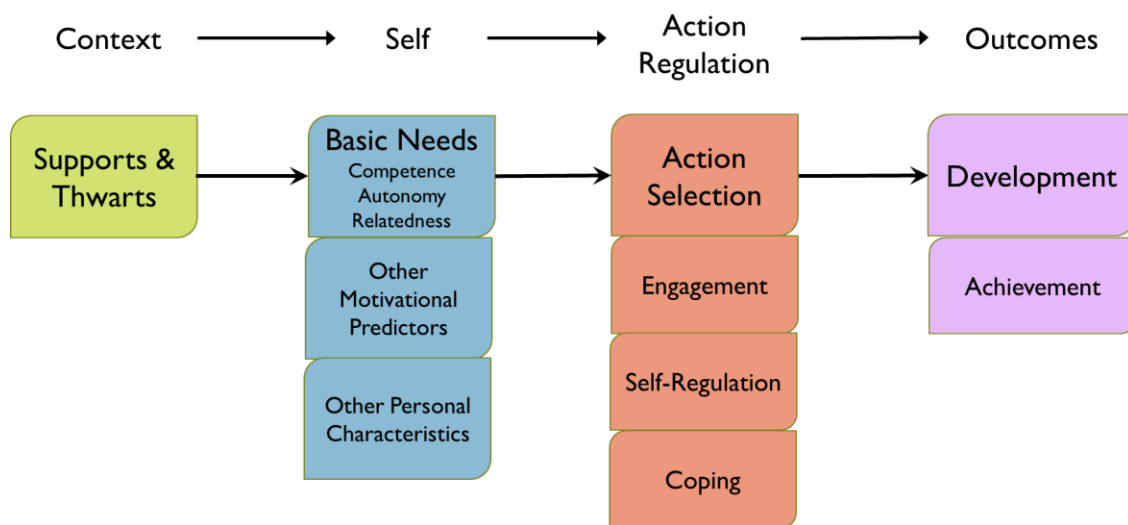 Context
Self
Action
Regulation
Outcomes
Supports &
Thwarts
Basic Needs
Competence
Autonomy
Relatedness
Other
Motivational
Predictors
Other Personal
Characteristics
Action
Selection
Engagement
Self-Regulation
Coping
Development
Achievement